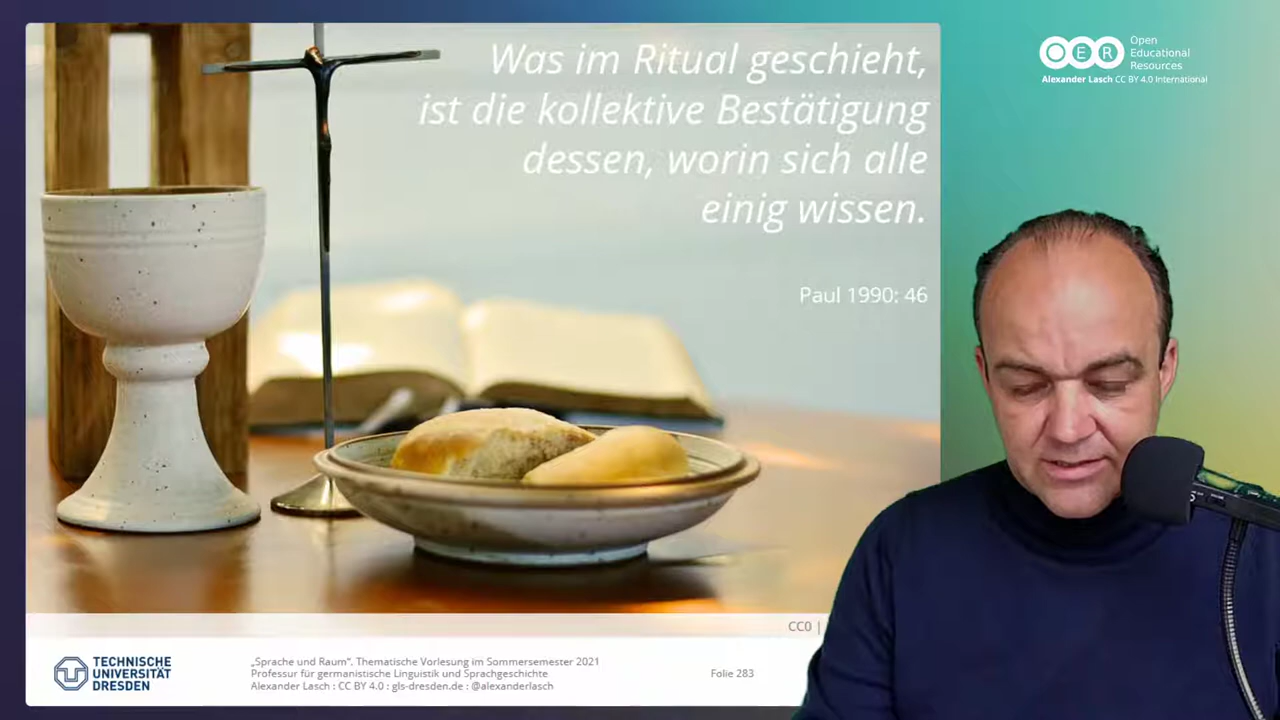 Was im Ritual geschieht,
ist die kollektive Bestätigung
dessen, worin sich alle
einig wissen.
Paul 1990: 46
OER
Open
Educational
Resources
Alexander Lasch CC BY 4.0 International
CC0 |
TECHNISCHE
UNIVERSITÄT
DRESDEN
„Sprache und Raum“. Thematische Vorlesung im Sommersemester 2021
Professur für germanistische Linguistik und Sprachgeschichte
Alexander Lasch : CC BY 4.0 : gls-dresden.de : @alexanderlasch
Folie 283